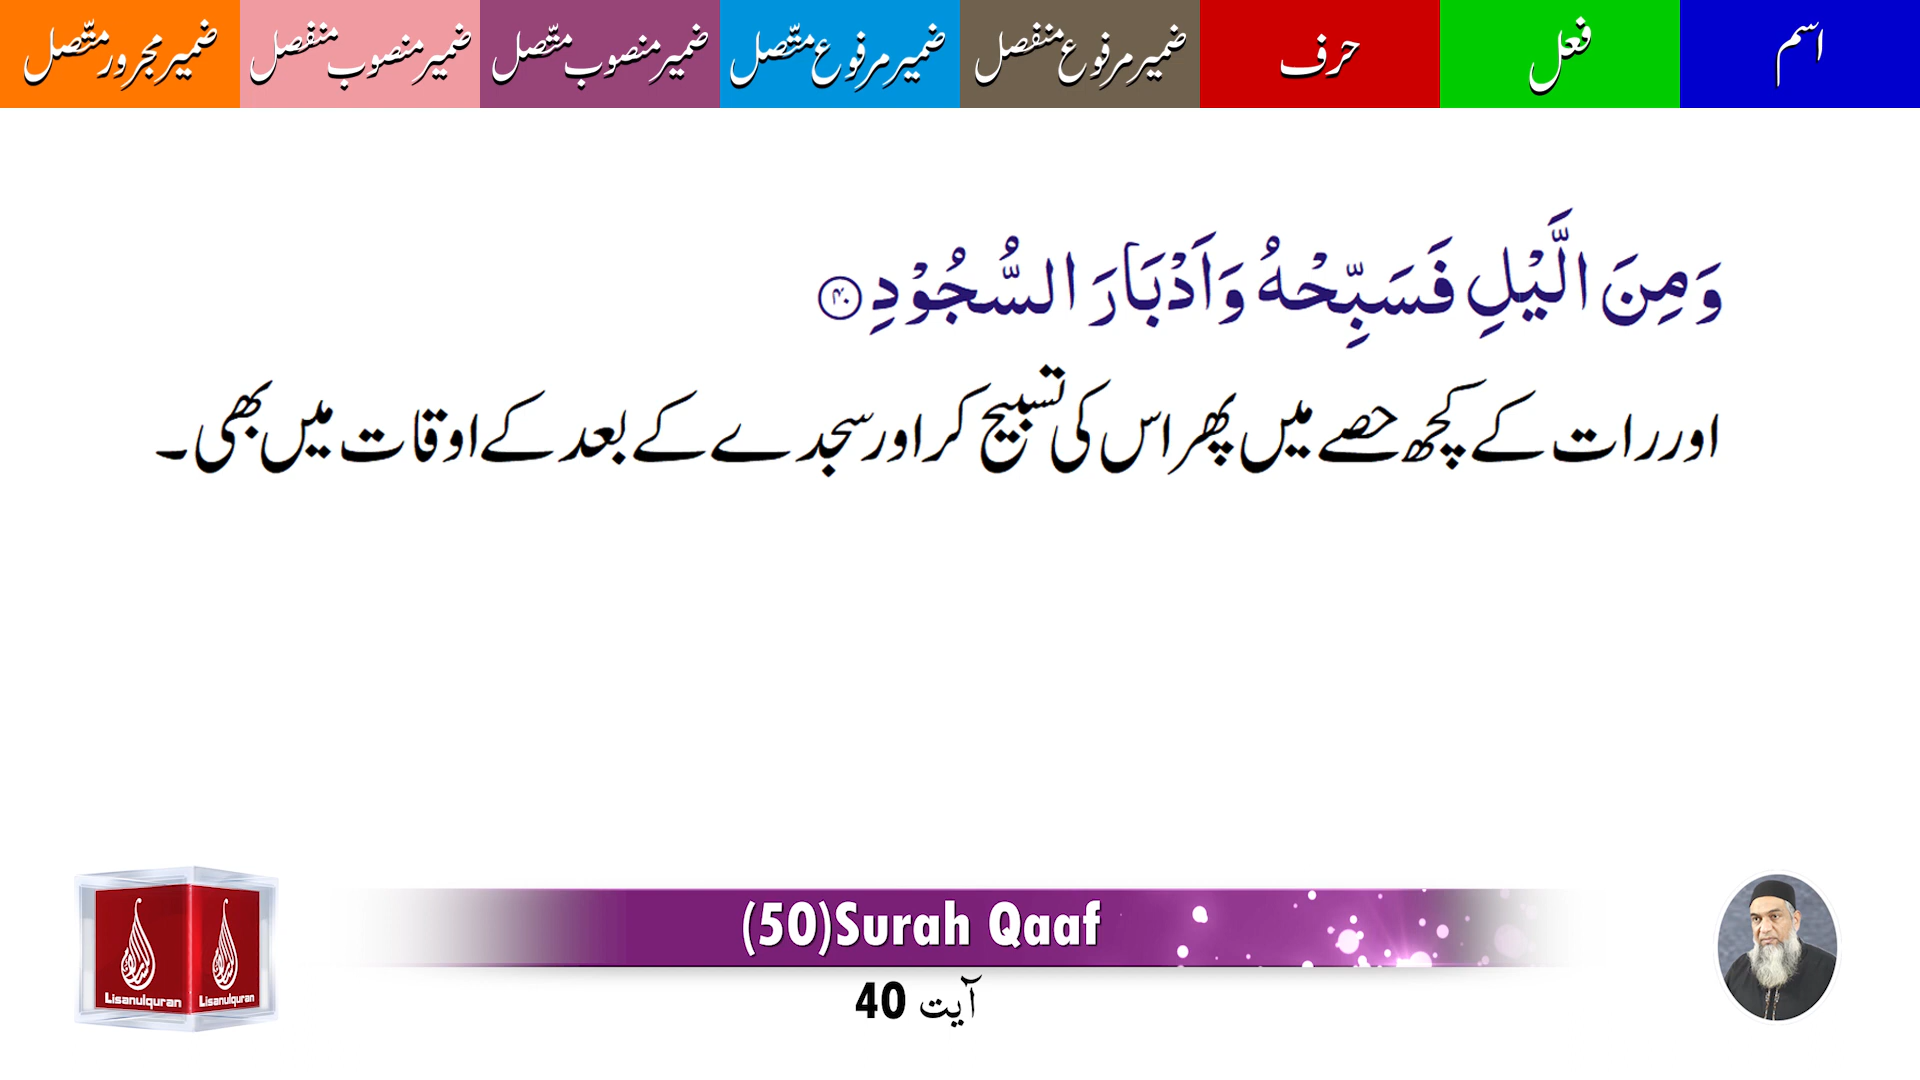 اسم فعل حرف ضمیر مرفوع منفصل ضمیر مرفوع متّصل ضمیر منصوب متّصل ضمیر منصوب منفصل ضمیر مجرور متّصل
وَمِنَ الَّیْلِ فَسَبِّحْهُ وَاَدْبَارَ السُّجُوْدِ ﴿۴۰﴾
اور رات کے کچھ حصے میں پھر اس کی تسبیح کر اور سجدے کے بعد کے اوقات میں بھی۔
(50)Surah Qaaf
آیت 40
Lisanulquran Lisanulquran